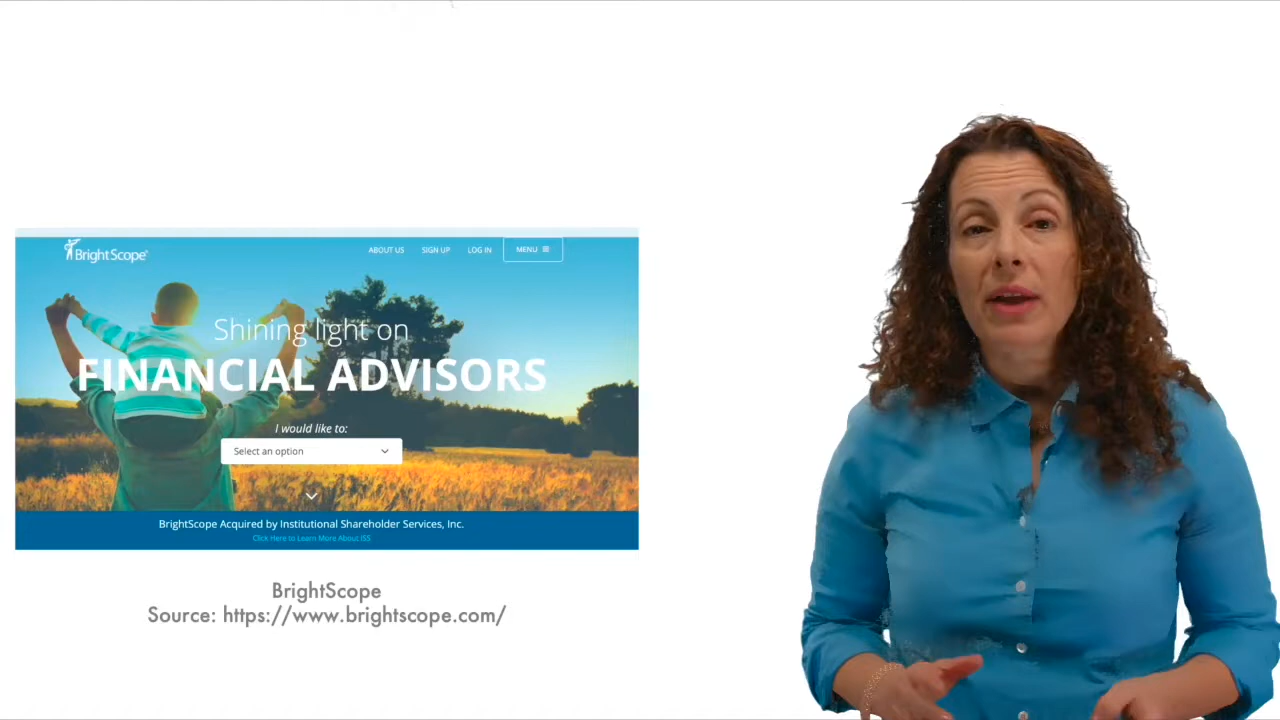 BrightScope
ABOUT US SIGN UP LOG IN MENU
Shining light on
FINANCIAL ADVISORS
I would like to:
Select an option
BrightScope Acquired by Institutional Shareholder Services, Inc.
Click Here to Learn More About ISS
BrightScope
Source: https://www.brightscope.com/